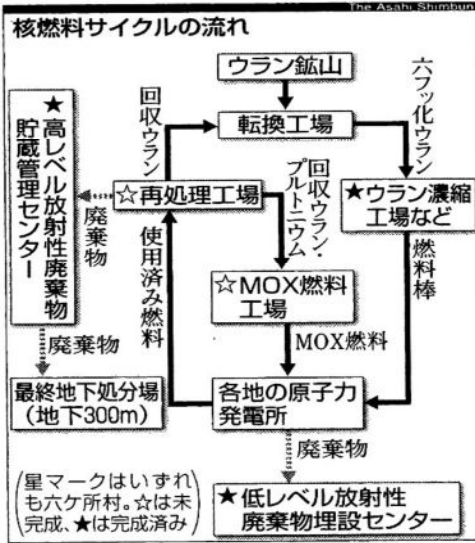 The Asahi Shimbun
核燃料サイクルの流れ
ウラン鉱山
転換工場
六フッ化ウラン
回収ウラン
★高レベル放射性廃棄物
貯蔵管理センター
廃棄物
☆再処理工場
回収ウラン・
プルトニウム
★ウラン濃縮
工場など
使用済み燃料
☆MOX燃料
工場
燃料棒
廃棄物
MOX燃料
最終地下処分場
(地下300m)
各地の原子力
発電所
廃棄物
(星マークはいずれ
も六ケ所村。☆は未
完成、★は完成済み)
★低レベル放射性
廃棄物埋設センター